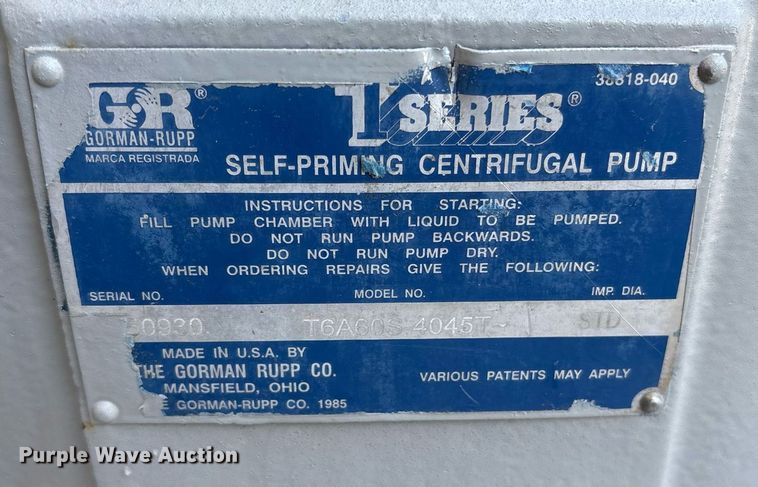 38818-040
G&R®
GORMAN-RUPP
MARCA REGISTRADA
T SERIES®
SELF-PRIMING CENTRIFUGAL PUMP
INSTRUCTIONS FOR STARTING:
FILL PUMP CHAMBER WITH LIQUID TO BE PUMPED.
DO NOT RUN PUMP BACKWARDS.
DO NOT RUN PUMP DRY.
WHEN ORDERING REPAIRS GIVE THE FOLLOWING:
SERIAL NO. MODEL NO. IMP. DIA.
0930 T6A60S-4045T STD
MADE IN U.S.A. BY
THE GORMAN RUPP CO.
MANSFIELD, OHIO
VARIOUS PATENTS MAY APPLY
GORMAN-RUPP CO. 1985
Purple Wave Auction